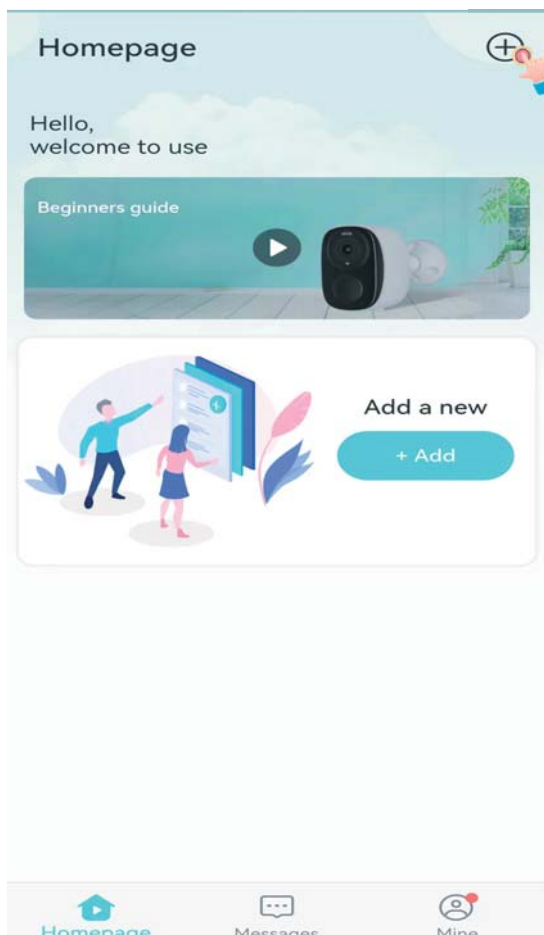 Homepage
Hello,
welcome to use
Beginners guide
Add a new
+ Add
Homepage
Messages
Mine